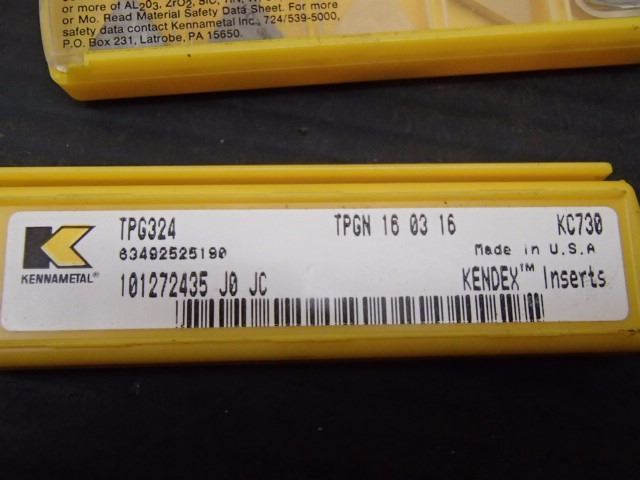 or more of AL₂O₃, ZrO₂, SiC, TiN,
or Mo. Read Material Safety Data Sheet. For more
safety data contact Kennametal Inc., 724/539-5000,
P.O. Box 231, Latrobe, PA 15650.
TPG324 TPGN 16 03 16 KC730
63492525190 Made in U.S.A
KENNAMETAL®
101272435 J0 JC KENDEX™ Inserts